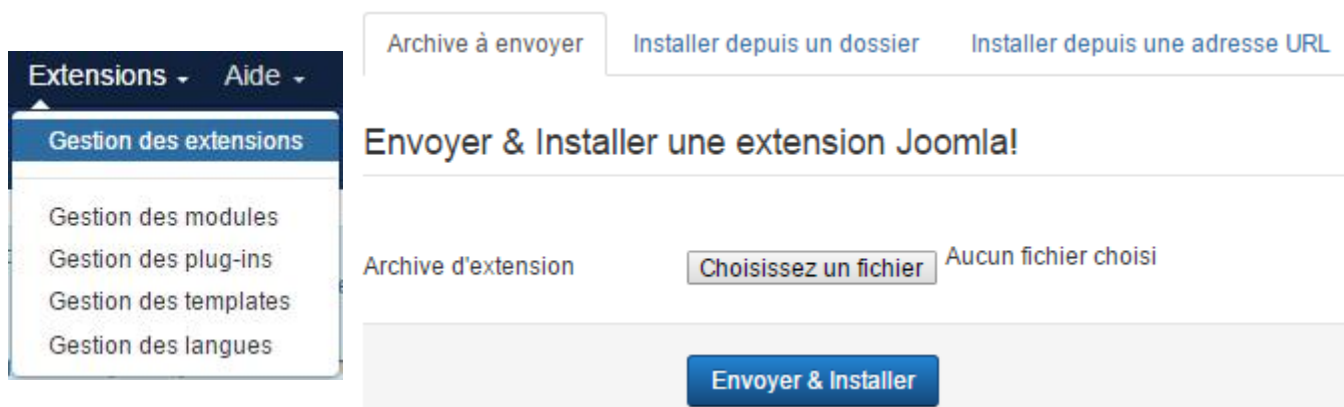 Extensions Aide
Gestion des extensions
Gestion des modules
Gestion des plug-ins
Gestion des templates
Gestion des langues
Archive à envoyer Installer depuis un dossier Installer depuis une adresse URL
Envoyer & Installer une extension Joomla!
Archive d'extension Choisissez un fichier Aucun fichier choisi
Envoyer & Installer